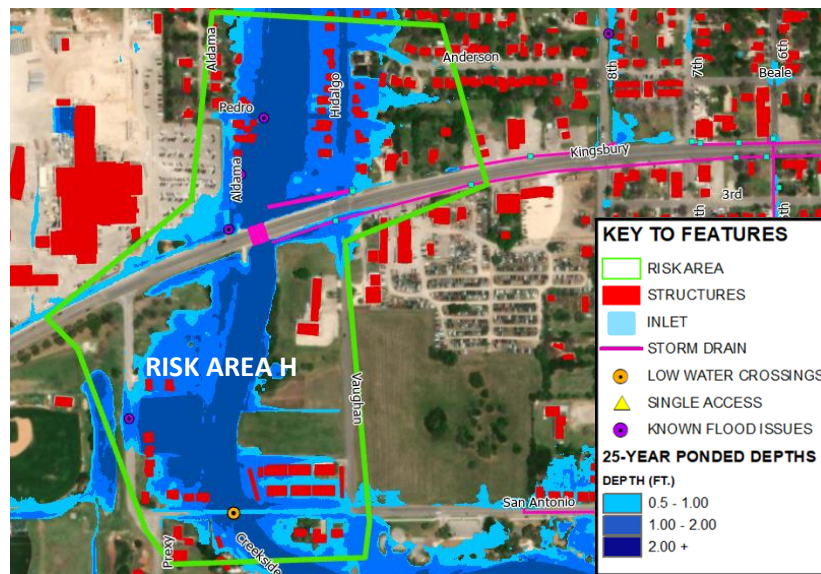 Aldama
Anderson
8th
7th
6th
Beale
Pedro
Hidalgo
Kingsbury
Aldama
3rd
RISK AREA H
Vaughan
San Antonio
Prexy
Creekside
KEY TO FEATURES
RISK AREA
STRUCTURES
INLET
STORM DRAIN
LOW WATER CROSSINGS
SINGLE ACCESS
KNOWN FLOOD ISSUES
25-YEAR PONDED DEPTHS
DEPTH (FT.)
0.5 - 1.00
1.00 - 2.00
2.00 +